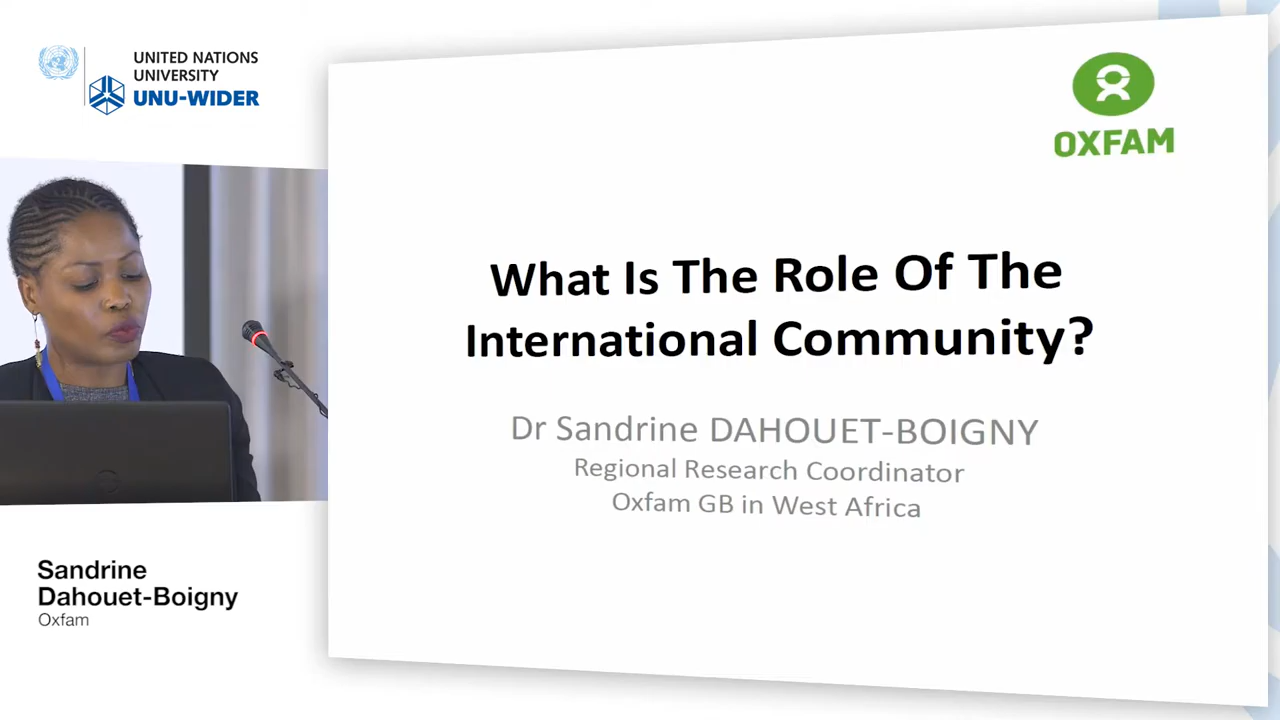 UNITED NATIONS
UNIVERSITY
UNU-WIDER
OXFAM
What Is The Role Of The
International Community?
Dr Sandrine DAHOUET-BOIGNY
Regional Research Coordinator
Oxfam GB in West Africa
Sandrine
Dahouet-Boigny
Oxfam